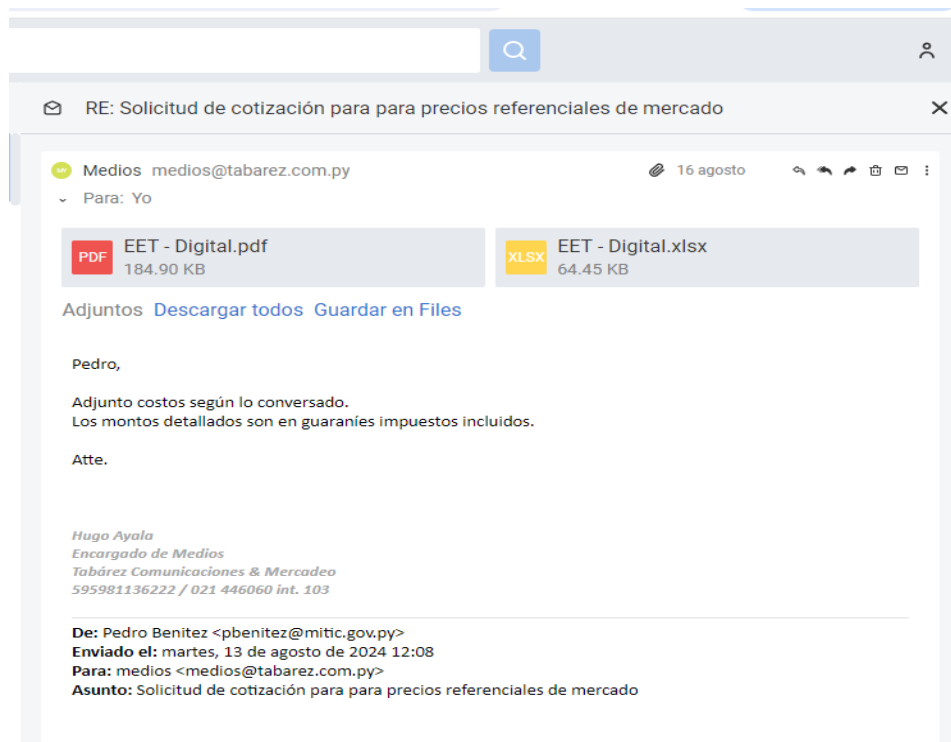 RE: Solicitud de cotización para para precios referenciales de mercado
Medios medios@tabarez.com.py 16 agosto
Para: Yo
PDF EET - Digital.pdf
184.90 KB
XLSX EET - Digital.xlsx
64.45 KB
Adjuntos Descargar todos Guardar en Files
Pedro,
Adjunto costos según lo conversado.
Los montos detallados son en guaraníes impuestos incluidos.
Atte.
Hugo Ayala
Encargado de Medios
Tabárez Comunicaciones & Mercadeo
595981136222 / 021 446060 int. 103
De: Pedro Benitez <pbenitez@mitic.gov.py>
Enviado el: martes, 13 de agosto de 2024 12:08
Para: medios <medios@tabarez.com.py>
Asunto: Solicitud de cotización para para precios referenciales de mercado